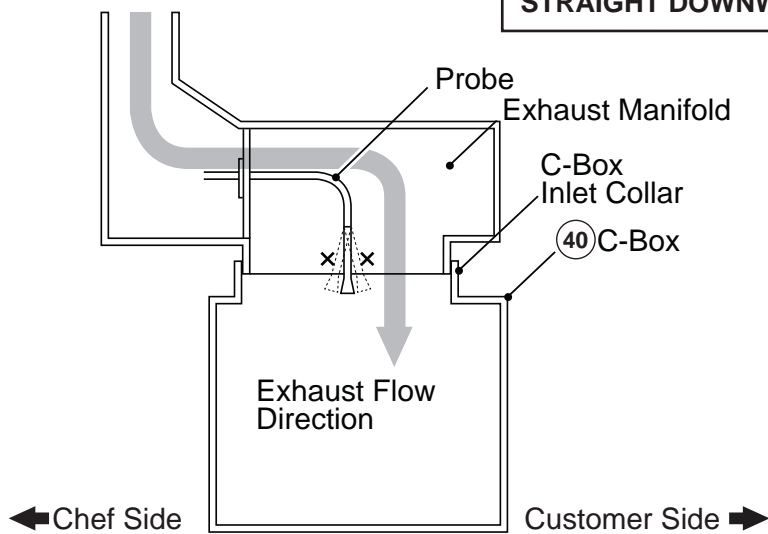 STRAIGHT DOWNW
Probe
Exhaust Manifold
C-Box
Inlet Collar
40 C-Box
Exhaust Flow
Direction
Chef Side
Customer Side